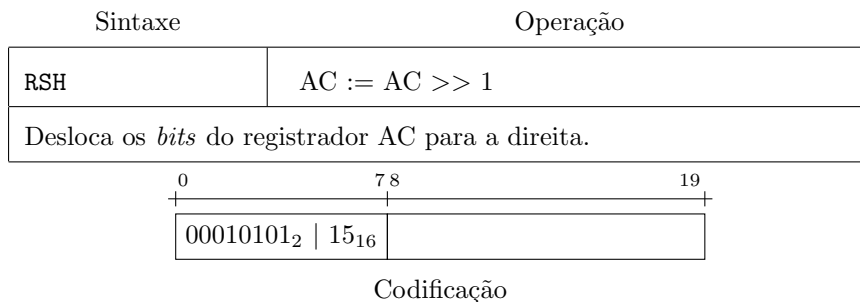 Sintaxe Operação
RSH AC := AC >> 1
Desloca os bits do registrador AC para a direita.
0 7 8 19
00010101₂ | 15₁₆
Codificação